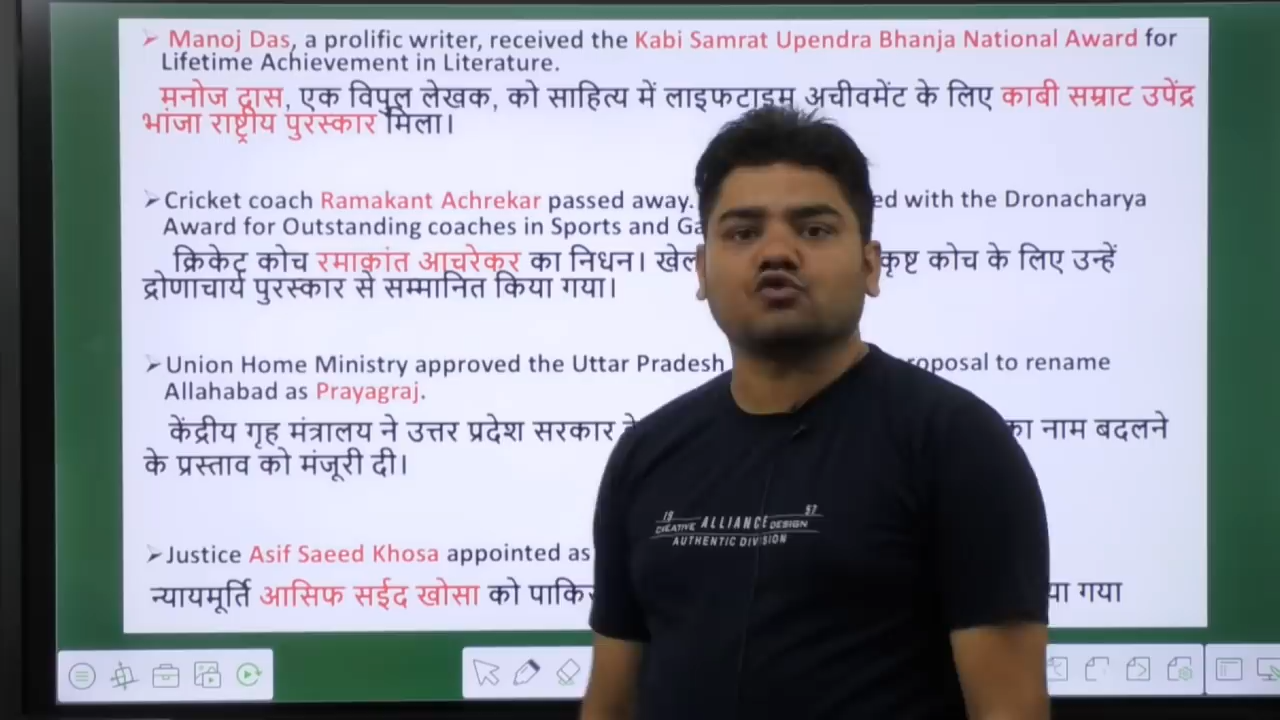 ➢ Manoj Das, a prolific writer, received the Kabi Samrat Upendra Bhanja National Award for
Lifetime Achievement in Literature.
मनोज दास, एक विपुल लेखक, को साहित्य में लाइफटाइम अचीवमेंट के लिए काबी सम्राट उपेंद्र
भांजा राष्ट्रीय पुरस्कार मिला।
➢ Cricket coach Ramakant Achrekar passed away. with the Dronacharya
Award for Outstanding coaches in Sports and
क्रिकेट कोच रमाकांत आचरेकर का निधन। कोच के लिए उन्हें
द्रोणाचार्य पुरस्कार से सम्मानित किया गया।
➢ Union Home Ministry approved the Uttar Pradesh to rename
Allahabad as Prayagraj.
केंद्रीय गृह मंत्रालय ने उत्तर प्रदेश सरकार का नाम बदलने
के प्रस्ताव को मंजूरी दी।
➢ Justice Asif Saeed Khosa appointed as
न्यायमूर्ति आसिफ सईद खोसा को गया
19 57
CREATIVE ALLIANCE DESIGN
AUTHENTIC DIVISION